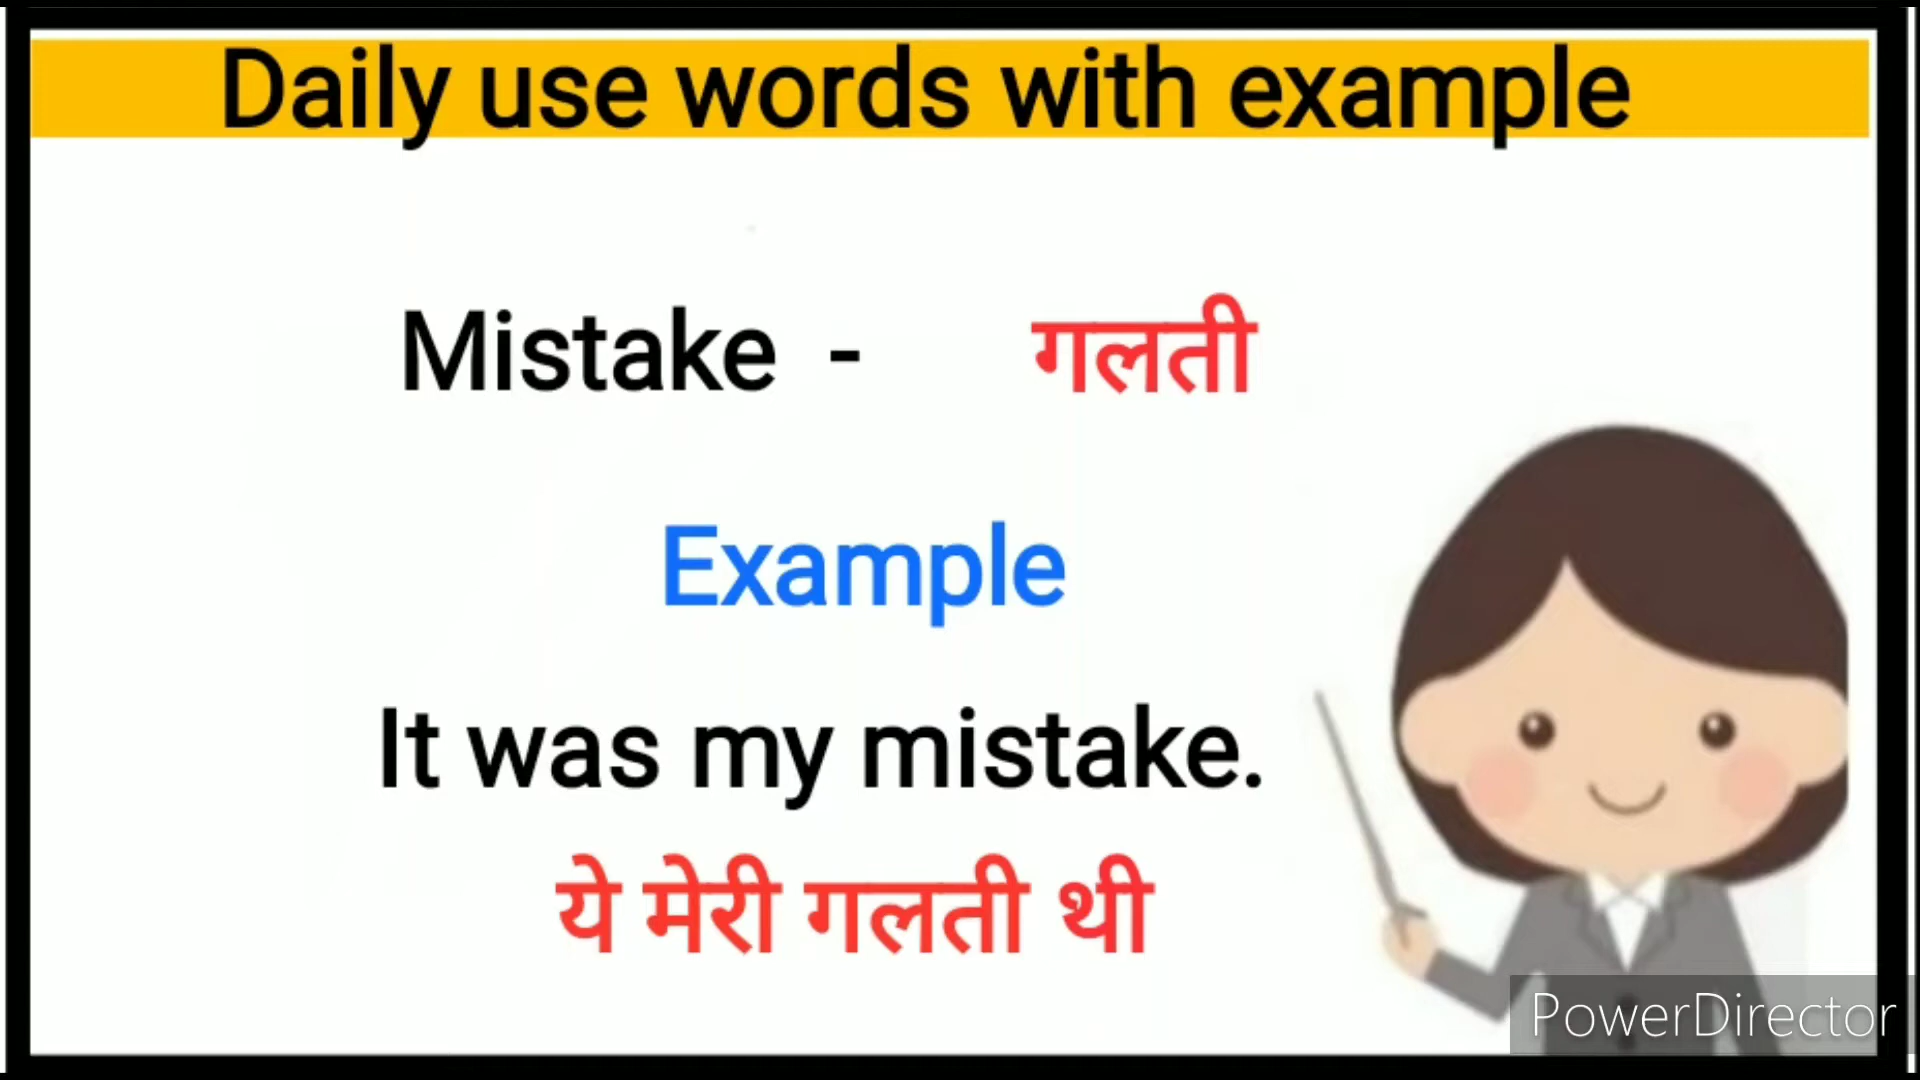 Daily use words with example
Mistake - गलती
Example
It was my mistake.
ये मेरी गलती थी
PowerDirector